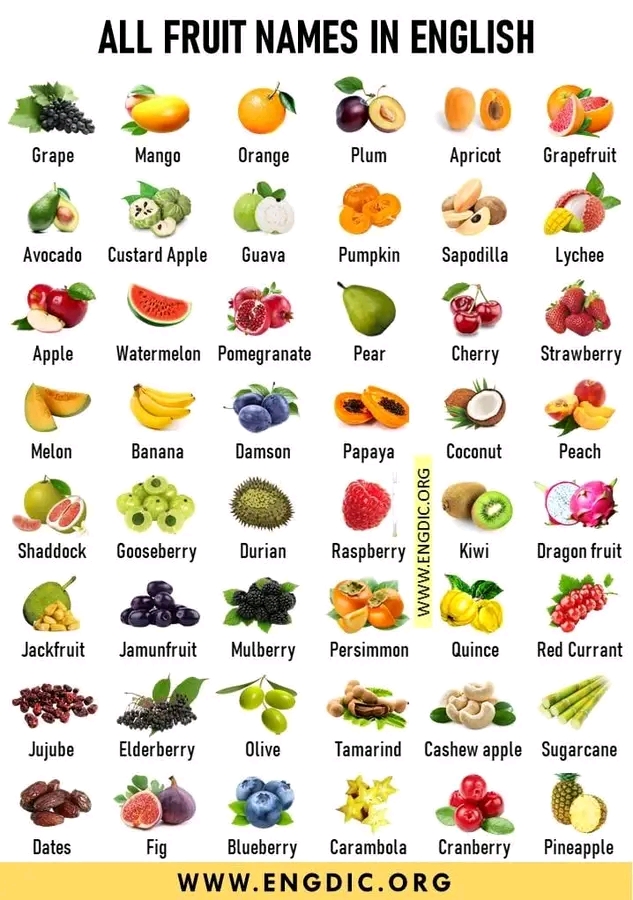 ALL FRUIT NAMES IN ENGLISH
Grape Mango Orange Plum Apricot Grapefruit
Avocado Custard Apple Guava Pumpkin Sapodilla Lychee
Apple Watermelon Pomegranate Pear Cherry Strawberry
Melon Banana Damson Papaya Coconut Peach
Shaddock Gooseberry Durian Raspberry Kiwi Dragon fruit
WWW.ENGDIC.ORG
Jackfruit Jamunfruit Mulberry Persimmon Quince Red Currant
Jujube Elderberry Olive Tamarind Cashew apple Sugarcane
Dates Fig Blueberry Carambola Cranberry Pineapple
WWW.ENGDIC.ORG